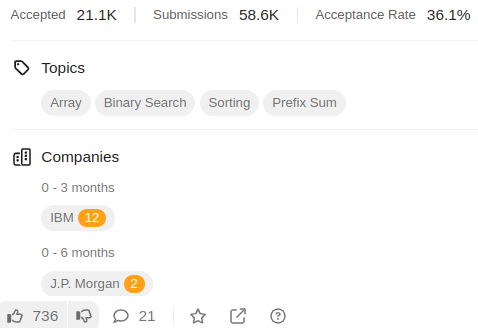 Accepted 21.1K Submissions 58.6K Acceptance Rate 36.1%
Topics
Array Binary Search Sorting Prefix Sum
Companies
0 - 3 months
IBM 12
0 - 6 months
J.P. Morgan 2
736 21